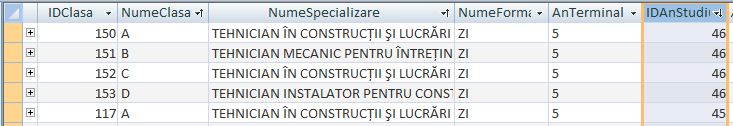 IDClasa NumeClasa NumeSpecializare NumeForma AnTerminal IDAnStudiu
150 A TEHNICIAN ÎN CONSTRUCȚII ȘI LUCRĂRI ZI 5 46
151 B TEHNICIAN MECANIC PENTRU ÎNTREȚIN ZI 5 46
152 C TEHNICIAN ÎN CONSTRUCȚII ȘI LUCRĂRI ZI 5 46
153 D TEHNICIAN INSTALATOR PENTRU CONST ZI 5 46
117 A TEHNICIAN ÎN CONSTRUCȚII ȘI LUCRĂRI ZI 5 45